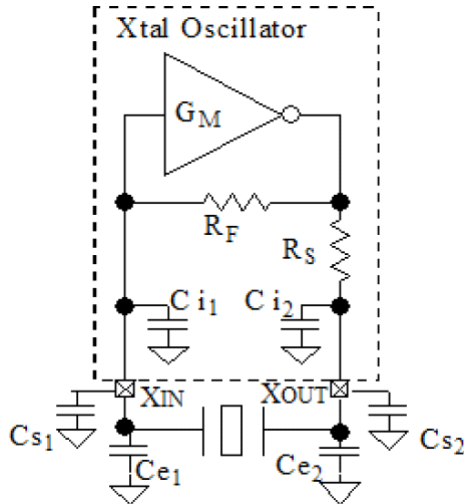 Xtal Oscillator
GM
RF
RS
Ci1 Ci2
XIN XOUT
Cs1 Cs2
Ce1 Ce2